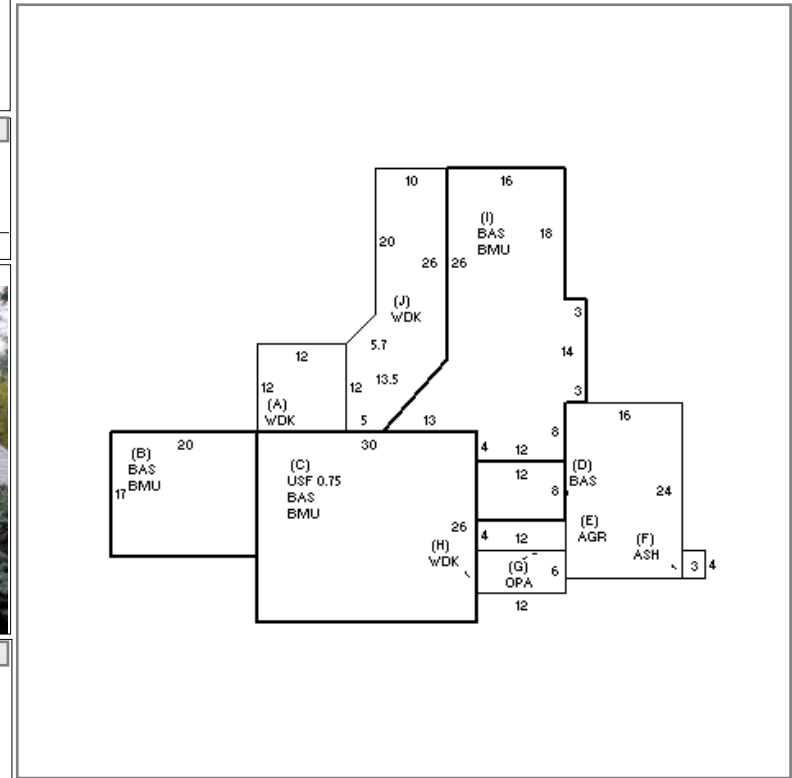 10
16
(I)
BAS
BMU
18
20
26
26
(J)
WDK
3
5.7
14
12
12
12
13.5
3
(A)
WDK
5
13
16
8
20
30
4
12
(B)
BAS
BMU
17
(C)
USF 0.75
BAS
BMU
12
8
(D)
BAS
24
26
4
12
(E)
AGR
(F)
ASH
(H)
WDK
(G)
OPA
6
3
4
12